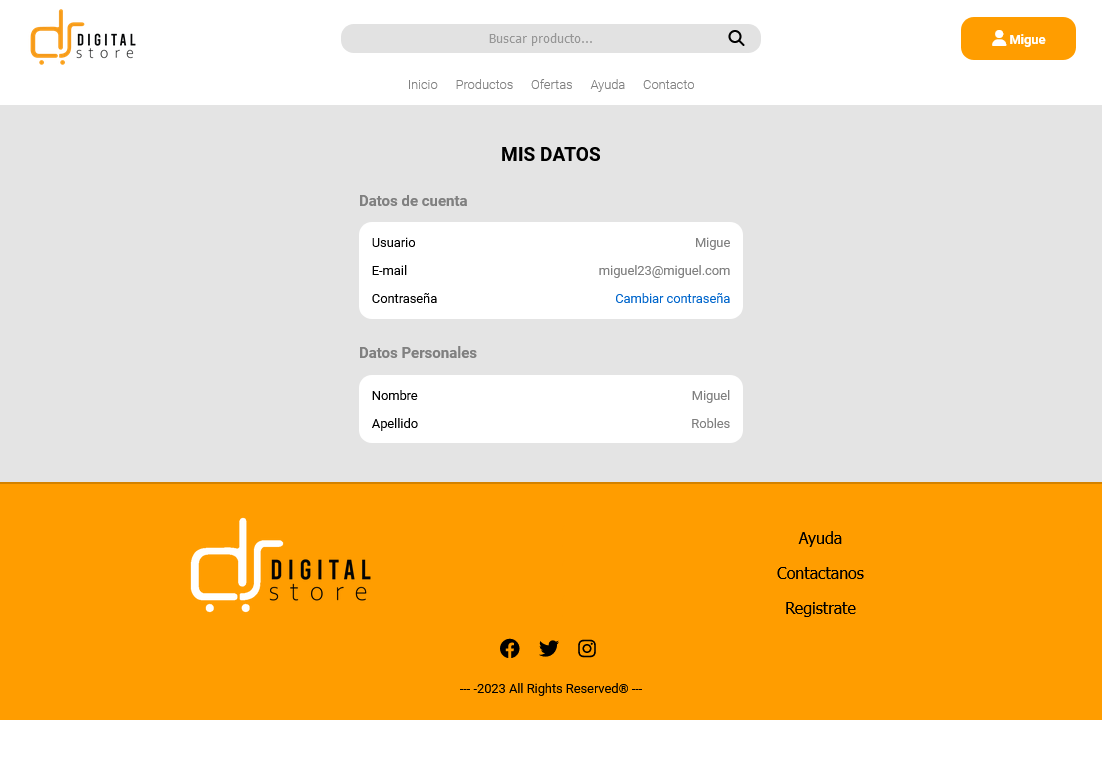 DIGITAL
store
Buscar producto...
Migue
Inicio Productos Ofertas Ayuda Contacto
MIS DATOS
Datos de cuenta
Usuario Migue
E-mail miguel23@miguel.com
Contraseña Cambiar contraseña
Datos Personales
Nombre Miguel
Apellido Robles
DIGITAL
store
Ayuda
Contactanos
Registrate
--- -2023 All Rights Reserved® ---